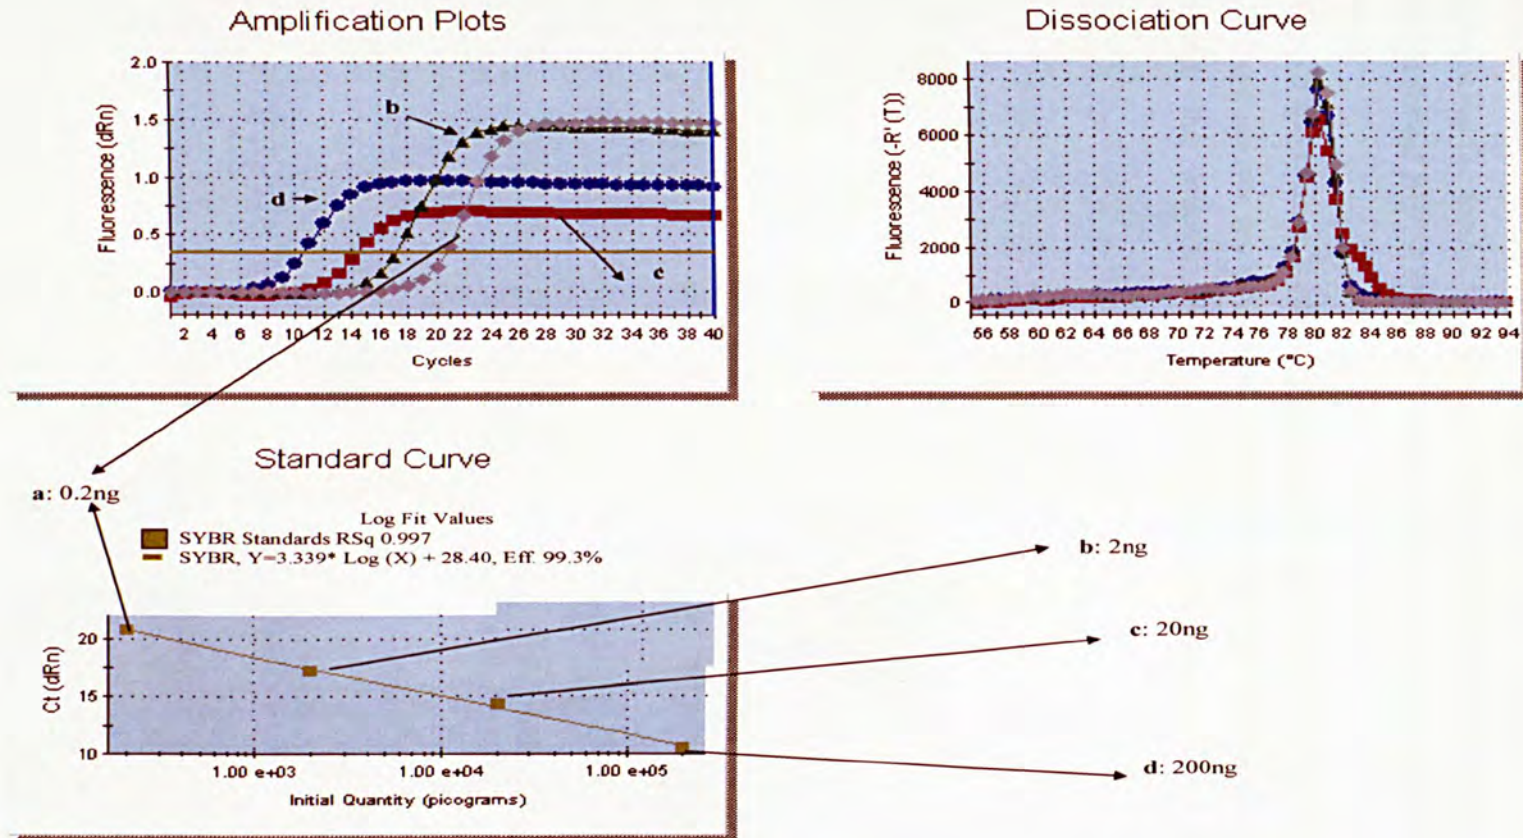 Amplification Plots
Fluorescence (dRn)
2.0
1.5
1.0
0.5
0.0
b
d
c
2 4 6 8 10 12 14 16 18 20 22 24 26 28 30 32 34 36 38 40
Cycles
Dissociation Curve
Fluorescence (-R' (T))
8000
6000
4000
2000
0
56 58 60 62 64 66 68 70 72 74 76 78 80 82 84 86 88 90 92 94
Temperature (°C)
Standard Curve
a: 0.2ng
Log Fit Values
SYBR Standards RSq 0.997
SYBR, Y=3.339* Log (X) + 28.40, Eff. 99.3%
Ct (dRn)
20
15
10
1.00 e+03 1.00 e+04 1.00 e+05
Initial Quantity (picograms)
b: 2ng
c: 20ng
d: 200ng